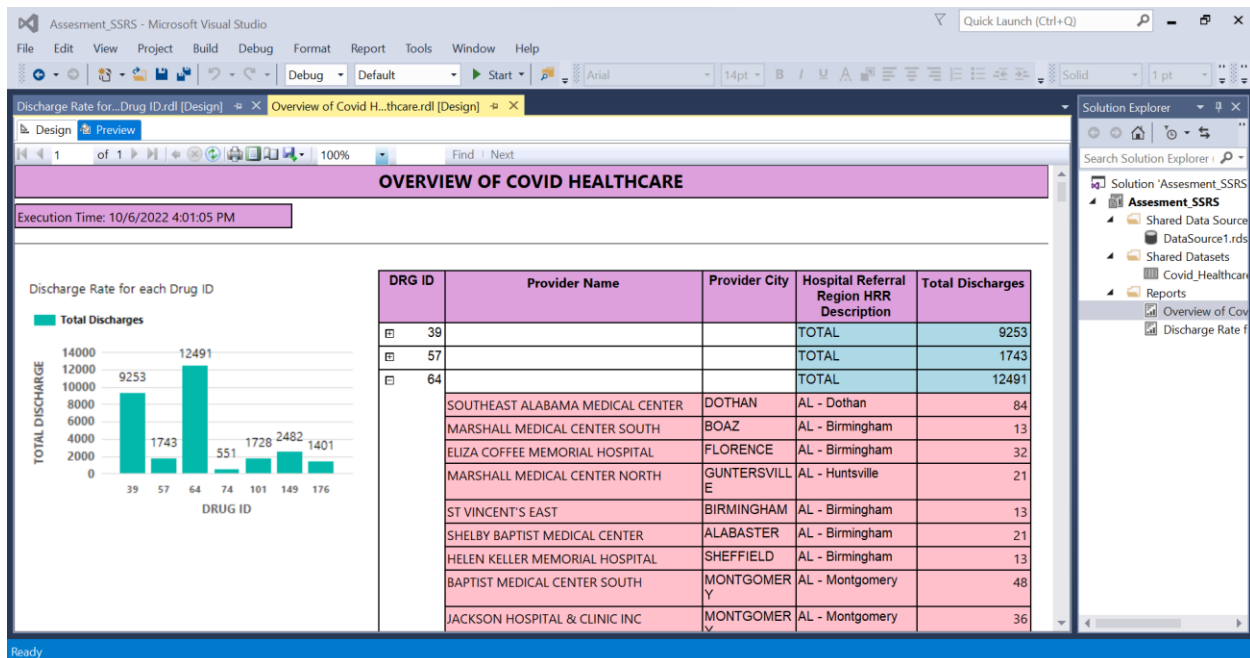 Assesment_SSRS - Microsoft Visual Studio
Quick Launch (Ctrl+Q)
File Edit View Project Build Debug Format Report Tools Window Help
Debug Default Start Arial 14pt B I U A Solid 1 pt
Discharge Rate for...Drug ID.rdl [Design] Overview of Covid H...thcare.rdl [Design]
Solution Explorer
Design Preview
1 of 1 100% Find Next
Search Solution Explorer (
OVERVIEW OF COVID HEALTHCARE
Execution Time: 10/6/2022 4:01:05 PM
Solution 'Assesment_SSRS
Assesment_SSRS
Shared Data Source
DataSource1.rds
Shared Datasets
Covid_Healthcare
Reports
Overview of Cov
Discharge Rate f
Discharge Rate for each Drug ID
Total Discharges
TOTAL DISCHARGE
14000
12000
10000
8000
6000
4000
2000
0
9253 1743 12491 551 1728 2482 1401
39 57 64 74 101 149 176
DRUG ID
DRG ID Provider Name Provider City Hospital Referral Total Discharges
Region HRR
Description
39 TOTAL 9253
57 TOTAL 1743
64 TOTAL 12491
SOUTHEAST ALABAMA MEDICAL CENTER DOTHAN AL - Dothan 84
MARSHALL MEDICAL CENTER SOUTH BOAZ AL - Birmingham 13
ELIZA COFFEE MEMORIAL HOSPITAL FLORENCE AL - Birmingham 32
MARSHALL MEDICAL CENTER NORTH GUNTERSVILL AL - Huntsville 21
E
ST VINCENT'S EAST BIRMINGHAM AL - Birmingham 13
SHELBY BAPTIST MEDICAL CENTER ALABASTER AL - Birmingham 21
HELEN KELLER MEMORIAL HOSPITAL SHEFFIELD AL - Birmingham 13
BAPTIST MEDICAL CENTER SOUTH MONTGOMER AL - Montgomery 48
Y
JACKSON HOSPITAL & CLINIC INC MONTGOMER AL - Montgomery 36
Y
Ready